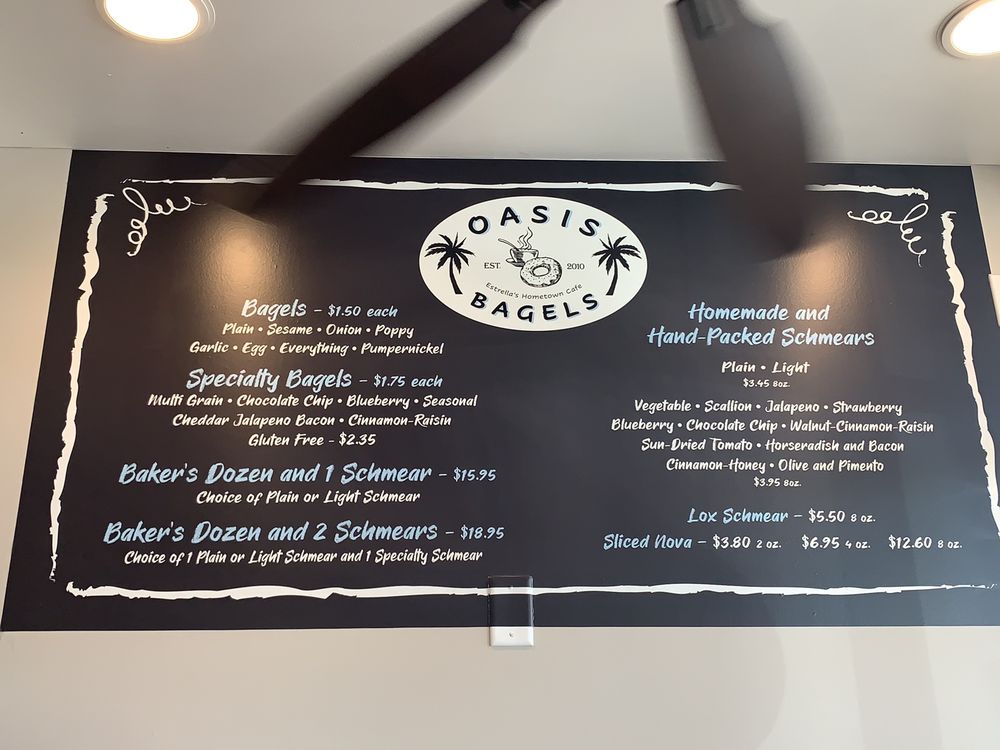 OASIS
EST. 2010
Estrella's Hometown Cafe
BAGELS
Bagels – $1.50 each
Plain • Sesame • Onion • Poppy
Garlic • Egg • Everything • Pumpernickel
Specialty Bagels – $1.75 each
Multi Grain • Chocolate Chip • Blueberry • Seasonal
Cheddar Jalapeno Bacon • Cinnamon-Raisin
Gluten Free – $2.35
Baker's Dozen and 1 Schmear – $15.95
Choice of Plain or Light Schmear
Baker's Dozen and 2 Schmears – $18.95
Choice of 1 Plain or Light Schmear and 1 Specialty Schmear
Homemade and
Hand-Packed Schmears
Plain • Light
$3.45 8oz.
Vegetable • Scallion • Jalapeno • Strawberry
Blueberry • Chocolate Chip • Walnut-Cinnamon-Raisin
Sun-Dried Tomato • Horseradish and Bacon
Cinnamon-Honey • Olive and Pimento
$3.95 8oz.
Lox Schmear – $5.50 8 oz.
Sliced Nova – $3.80 2 oz. $6.95 4 oz. $12.60 8 oz.